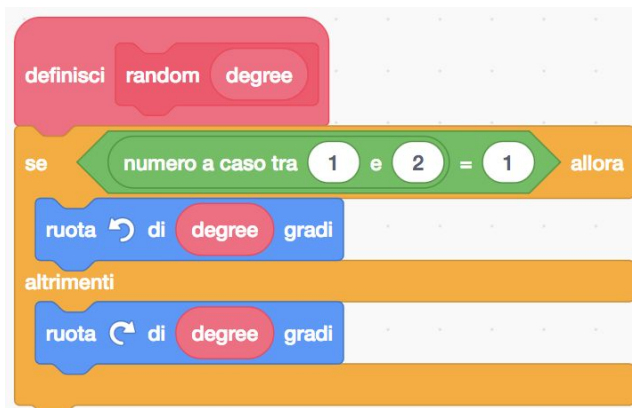 definisci random degree
se numero a caso tra 1 e 2 = 1 allora
ruota di degree gradi
altrimenti
ruota di degree gradi